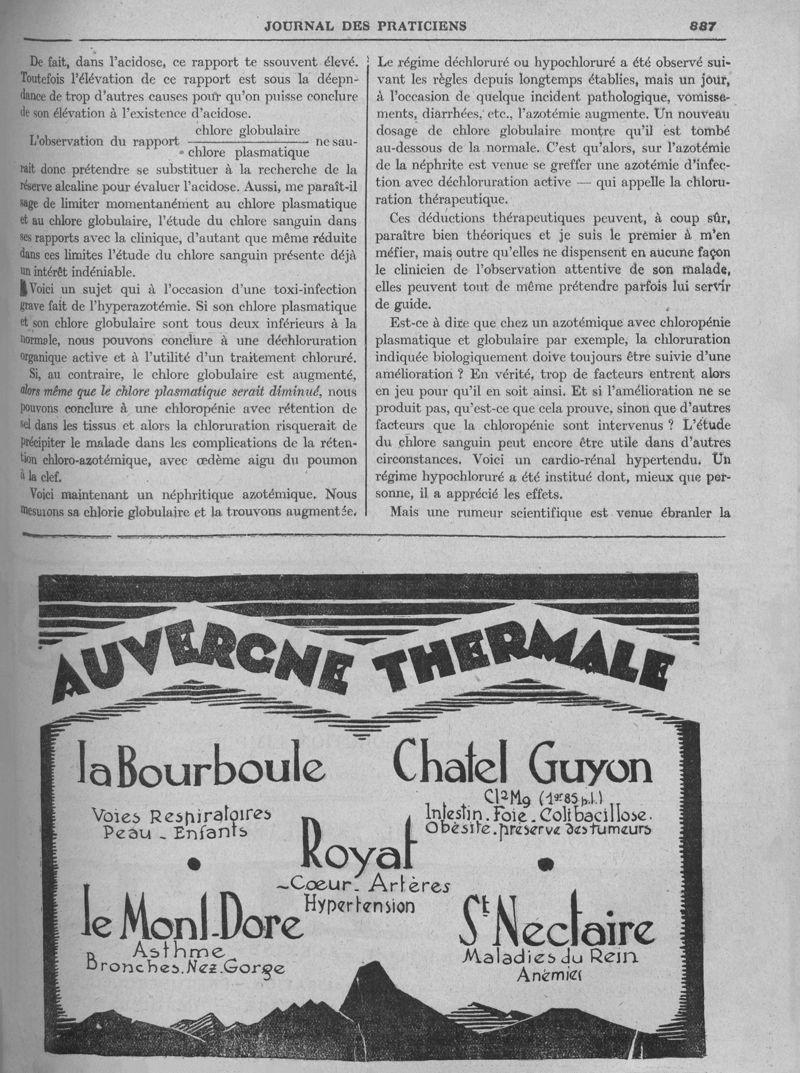 JOURNAL DES PRATICIENS 887
De fait, dans l'acidose, ce rapport te ssouvent élevé.
Toutefois l'élévation de ce rapport est sous la déepn-
dance de trop d'autres causes pour qu'on puisse conclure
de son élévation à l'existence d'acidose.
chlore globulaire
L'observation du rapport ne sau-
chlore plasmatique
rait donc prétendre se substituer à la recherche de la
réserve alcaline pour évaluer l'acidose. Aussi, me paraît-il
sage de limiter momentanément au chlore plasmatique
et au chlore globulaire, l'étude du chlore sanguin dans
ses rapports avec la clinique, d'autant que même réduite
dans ces limites l'étude du chlore sanguin présente déjà
un intérêt indéniable.
Voici un sujet qui à l'occasion d'une toxi-infection
grave fait de l'hyperazotémie. Si son chlore plasmatique
et son chlore globulaire sont tous deux inférieurs à la
normale, nous pouvons conclure à une déchloruration
organique active et à l'utilité d'un traitement chloruré.
Si, au contraire, le chlore globulaire est augmenté,
alors même que le chlore plasmatique serait diminué, nous
pouvons conclure à une chloropénie avec rétention de
sel dans les tissus et alors la chloruration risquerait de
précipiter le malade dans les complications de la réten-
tion chloro-azotémique, avec œdème aigu du poumon
à la clef.
Voici maintenant un néphritique azotémique. Nous
mesurons sa chlorie globulaire et la trouvons augmentée.
Le régime déchloruré ou hypochloruré a été observé sui-
vant les règles depuis longtemps établies, mais un jour,
à l'occasion de quelque incident pathologique, vomisse-
ments, diarrhées, etc., l'azotémie augmente. Un nouveau
dosage de chlore globulaire montre qu'il est tombé
au-dessous de la normale. C'est qu'alors, sur l'azotémie
de la néphrite est venue se greffer une azotémie d'infec-
tion avec déchloruration active — qui appelle la chloru-
ration thérapeutique.
Ces déductions thérapeutiques peuvent, à coup sûr,
paraître bien théoriques et je suis le premier à m'en
méfier, mais outre qu'elles ne dispensent en aucune façon
le clinicien de l'observation attentive de son malade,
elles peuvent tout de même prétendre parfois lui servir
de guide.
Est-ce à dire que chez un azotémique avec chloropénie
plasmatique et globulaire par exemple, la chloruration
indiquée biologiquement doive toujours être suivie d'une
amélioration ? En vérité, trop de facteurs entrent alors
en jeu pour qu'il en soit ainsi. Et si l'amélioration ne se
produit pas, qu'est-ce que cela prouve, sinon que d'autres
facteurs que la chloropénie sont intervenus ? L'étude
du chlore sanguin peut encore être utile dans d'autres
circonstances. Voici un cardio-rénal hypertendu. Un
régime hypochloruré a été institué dont, mieux que per-
sonne, il a apprécié les effets.
Mais une rumeur scientifique est venue ébranler la
AUVERGNE THERMALE
la Bourboule
Voies Respiratoires
Peau - Enfants
Chatel Guyon
Cl2Mg (1gr85 p.l.)
Intestin. Foie. Colibacillose.
Obésité. préserve des tumeurs
Royat
Cœur. Artères
Hypertension
le Mont-Dore
Asthme
Bronches. Nez. Gorge
St Nectaire
Maladies du Rein
Anémies